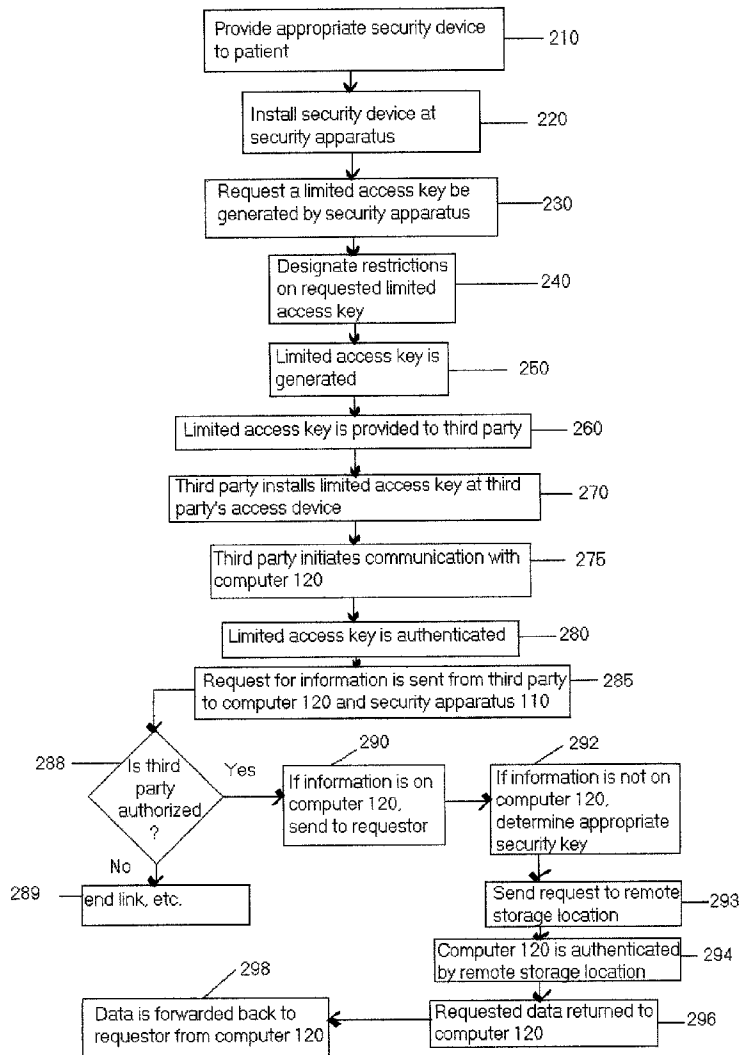 Provide appropriate security device
to patient
210
Install security device at
security apparatus
220
Request a limited access key be
generated by security apparatus
230
Designate restrictions
on requested limited
access key
240
Limited access key is
generated
250
Limited access key is provided to third party
260
Third party installs limited access key at third
party's access device
270
Third party initiates communication with
computer 120
275
Limited access key is authenticated
280
Request for information is sent from third party
to computer 120 and security apparatus 110
285
288
Is third
party
authorized
?
Yes
No
289
end link, etc.
290
If information is on
computer 120,
send to requestor
292
If information is not on
computer 120,
determine appropriate
security key
Send request to remote
storage location
293
Computer 120 is authenticated
by remote storage location
294
Requested data returned to
computer 120
296
298
Data is forwarded back to
requestor from computer 120